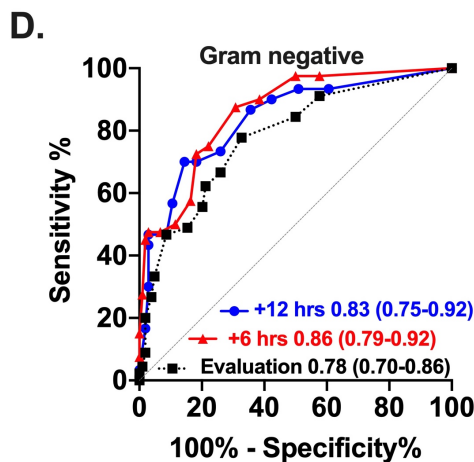 D.
Gram negative
100
80
60
40
20
0
Sensitivity %
+12 hrs 0.83 (0.75-0.92)
+6 hrs 0.86 (0.79-0.92)
Evaluation 0.78 (0.70-0.86)
0 20 40 60 80 100
100% - Specificity%